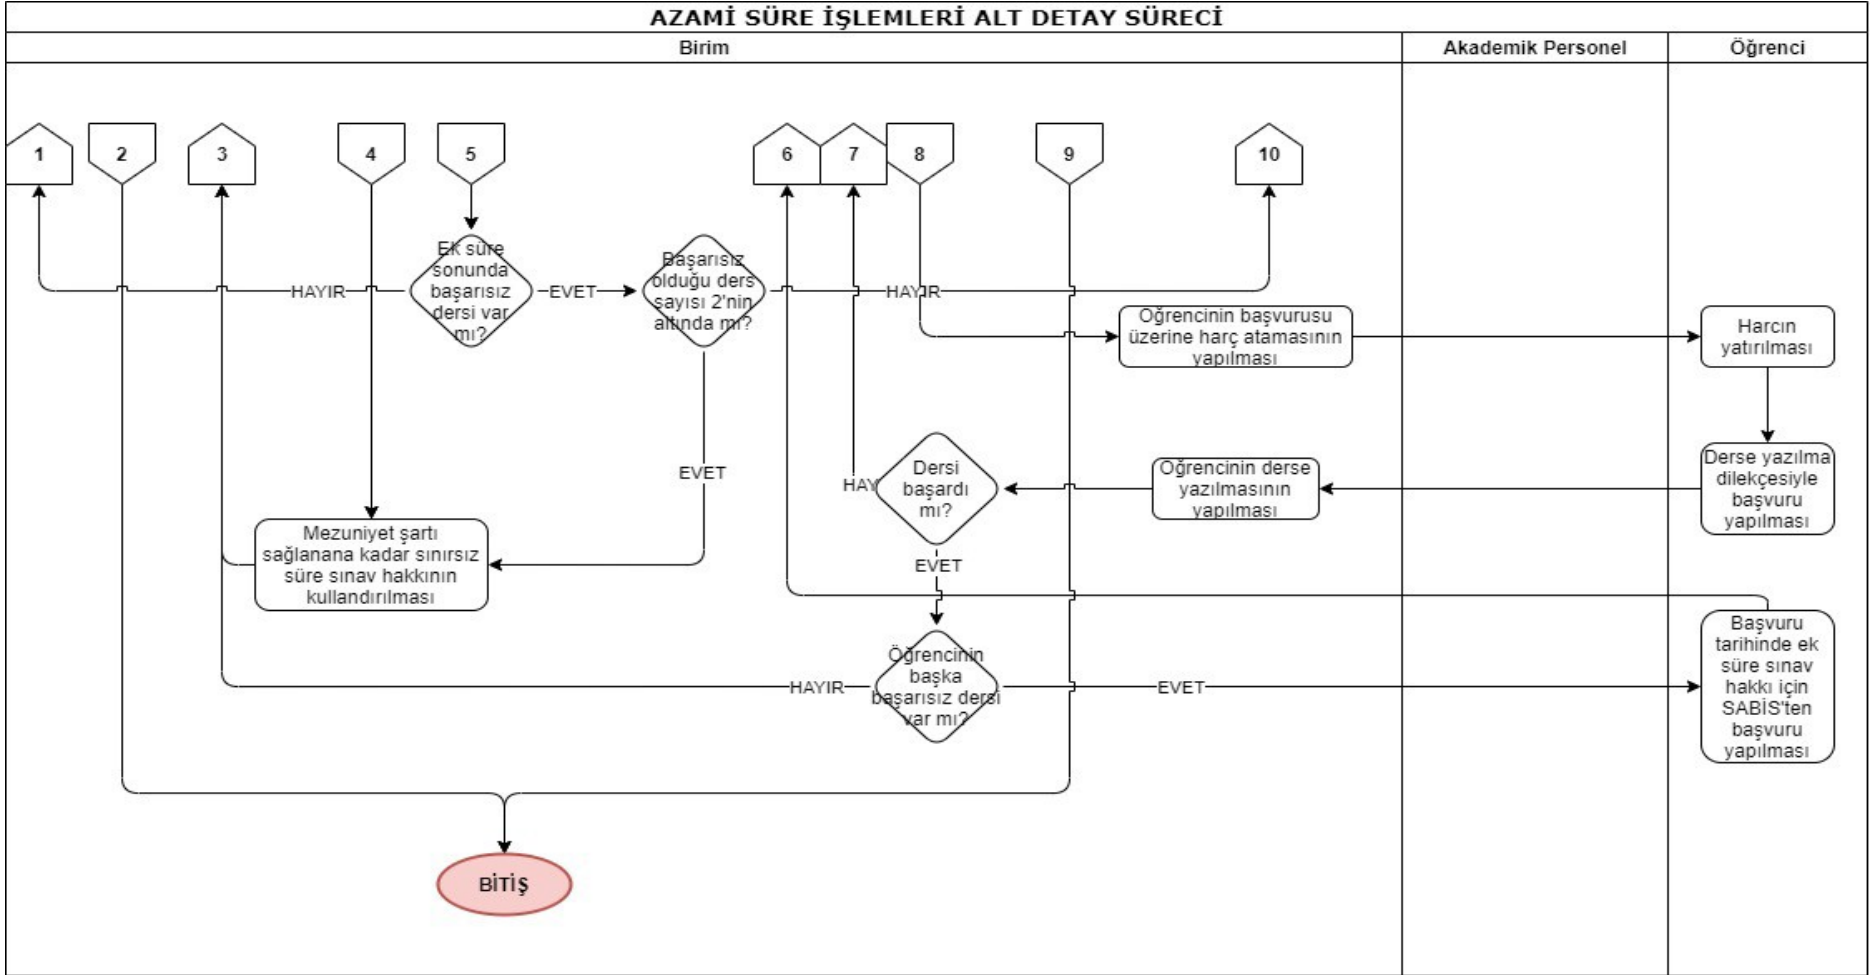 AZAMİ SÜRE İŞLEMLERİ ALT DETAY SÜRECİ
Birim
Akademik Personel
Öğrenci
1
2
3
4
5
6
7
8
9
10
Ek süre
sonunda
başarısız
dersi var
mı?
HAYIR
EVET
Başarısız
olduğu ders
sayısı 2'nin
altında mı?
HAYIR
EVET
Öğrencinin başvurusu
üzerine harç atamasının
yapılması
Harcın
yatırılması
Derse yazılma
dilekçesiyle
başvuru
yapılması
Öğrencinin derse
yazılmasının
yapılması
Dersi
başardı
mı?
HAY
EVET
Mezuniyet şartı
sağlanana kadar sınırsız
süre sınav hakkının
kullandırılması
Öğrencinin
başka
başarısız dersi
var mı?
HAYIR
EVET
Başvuru
tarihinde ek
süre sınav
hakkı için
SABİS'ten
başvuru
yapılması
BİTİŞ